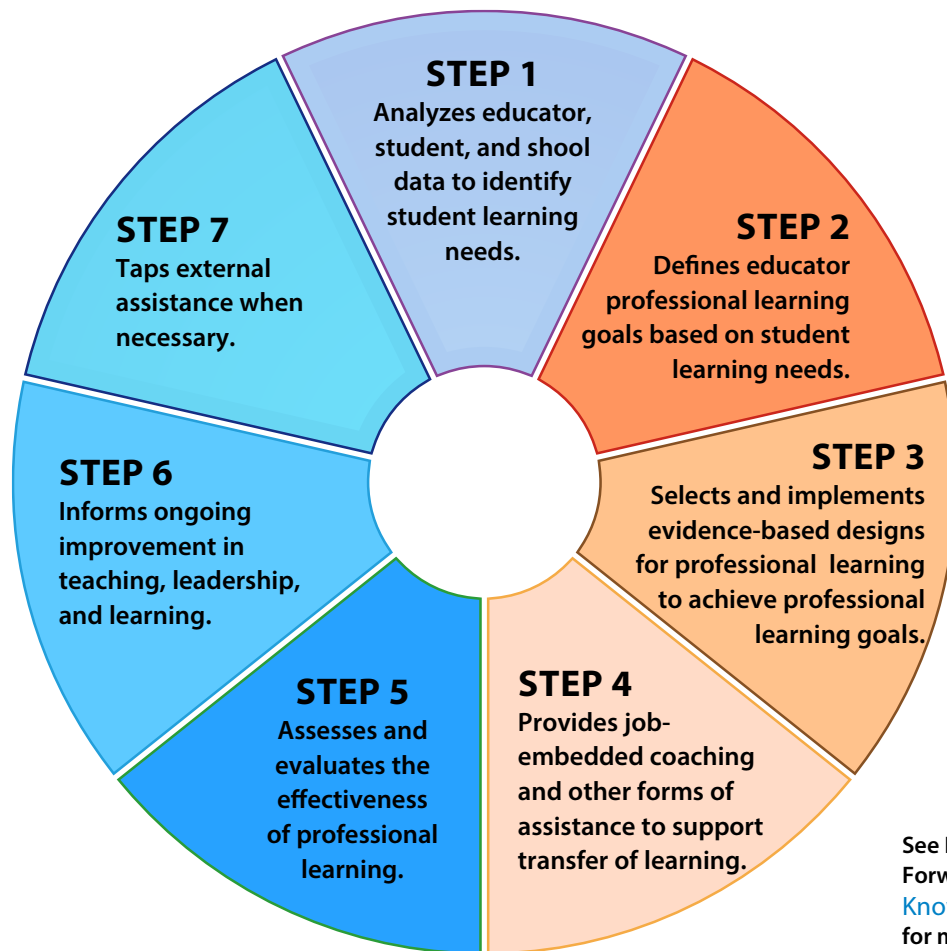 STEP 1
Analyzes educator,
student, and shool
data to identify
student learning
needs.
STEP 2
Defines educator
professional learning
goals based on student
learning needs.
STEP 3
Selects and implements
evidence-based designs
for professional learning
to achieve professional
learning goals.
STEP 4
Provides job-
embedded coaching
and other forms of
assistance to support
transfer of learning.
STEP 5
Assesses and
evaluates the
effectiveness
of professional
learning.
STEP 6
Informs ongoing
improvement in
teaching, leadership,
and learning.
STEP 7
Taps external
assistance when
necessary.
See
for